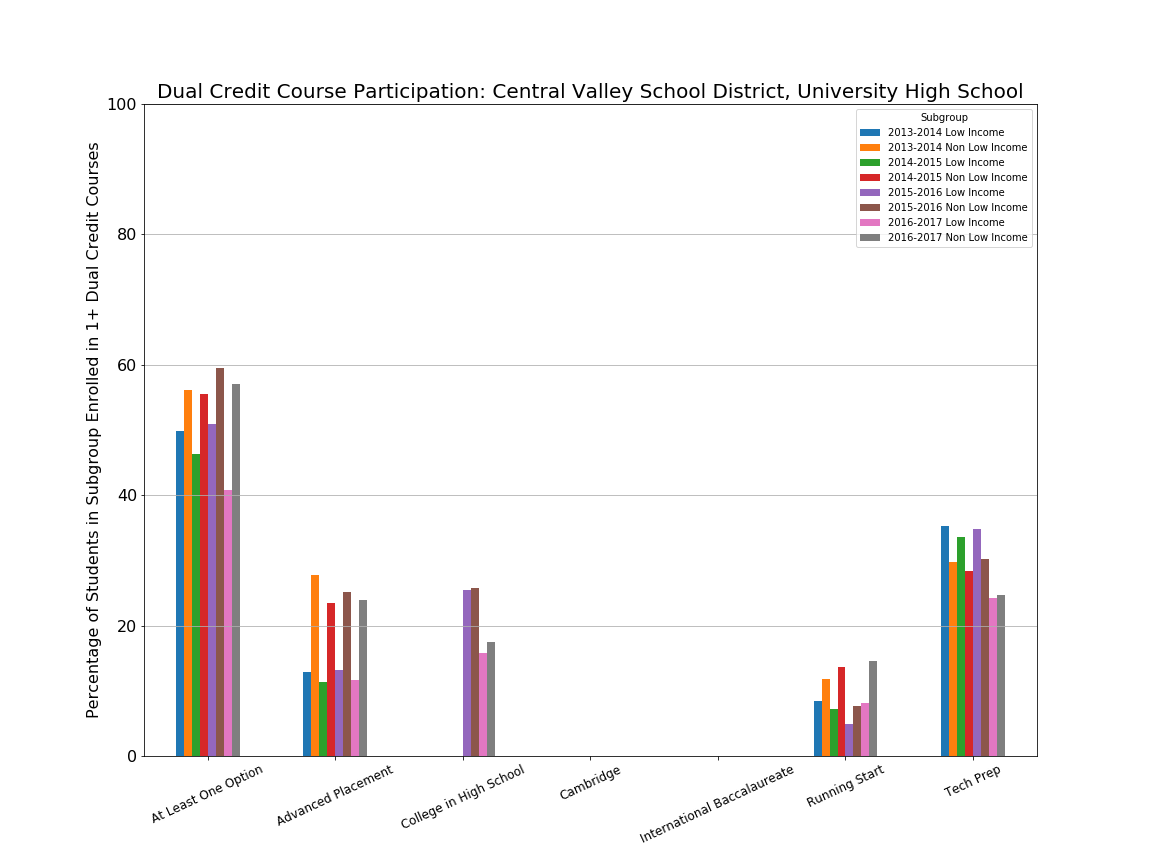 Dual Credit Course Participation: Central Valley School District, University High School
Percentage of Students in Subgroup Enrolled in 1+ Dual Credit Courses
100
80
60
40
20
0
Subgroup
2013-2014 Low Income
2013-2014 Non Low Income
2014-2015 Low Income
2014-2015 Non Low Income
2015-2016 Low Income
2015-2016 Non Low Income
2016-2017 Low Income
2016-2017 Non Low Income
At Least One Option
Advanced Placement
College in High School
Cambridge
International Baccalaureate
Running Start
Tech Prep